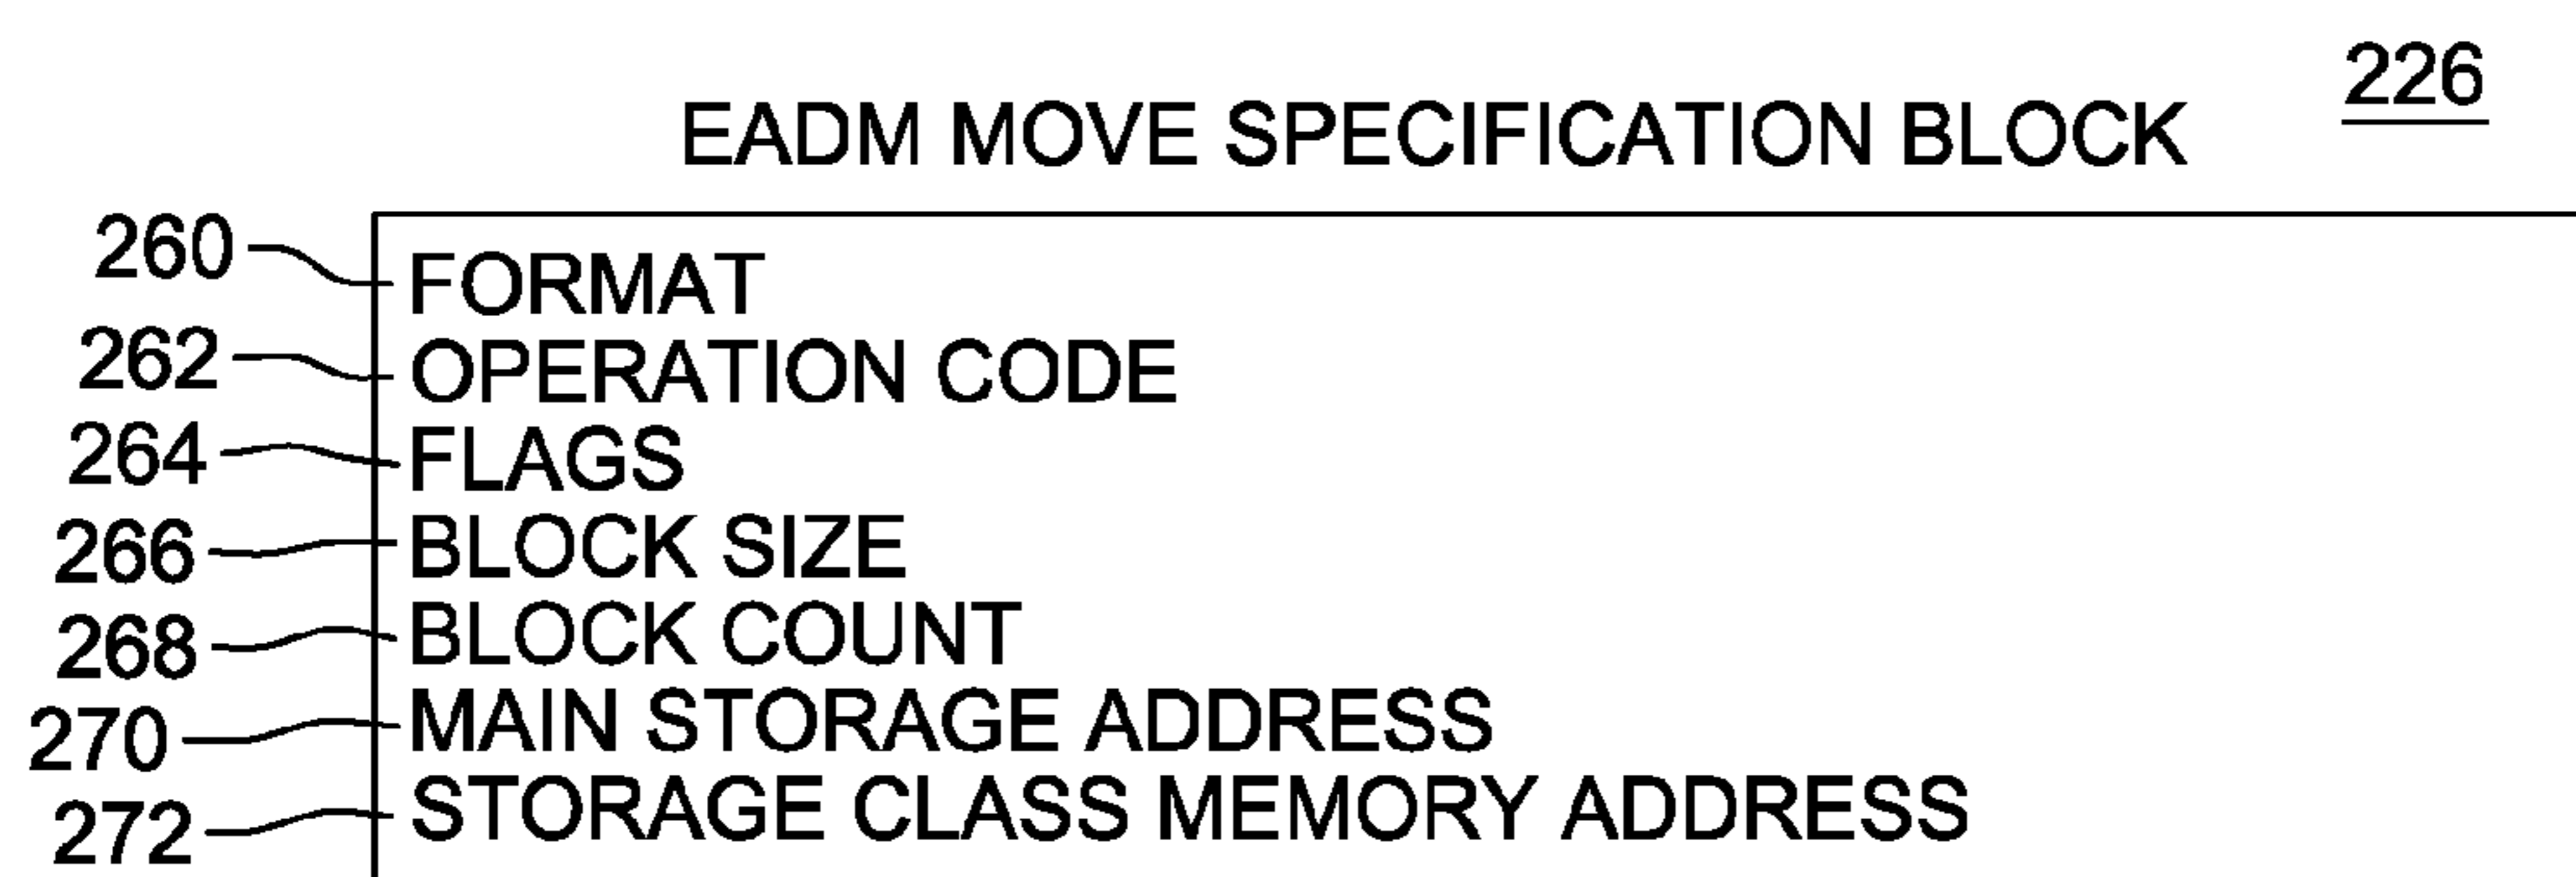 226
EADM MOVE SPECIFICATION BLOCK
260 FORMAT
262 OPERATION CODE
264 FLAGS
266 BLOCK SIZE
268 BLOCK COUNT
270 MAIN STORAGE ADDRESS
272 STORAGE CLASS MEMORY ADDRESS